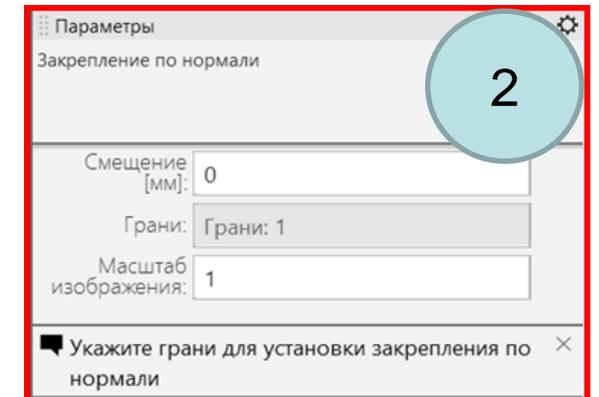 Параметры
2
Закрепление по нормали
Смещение
[мм]:
0
Грани:
Грани: 1
Масштаб
изображения:
1
Укажите грани для установки закрепления по
нормали